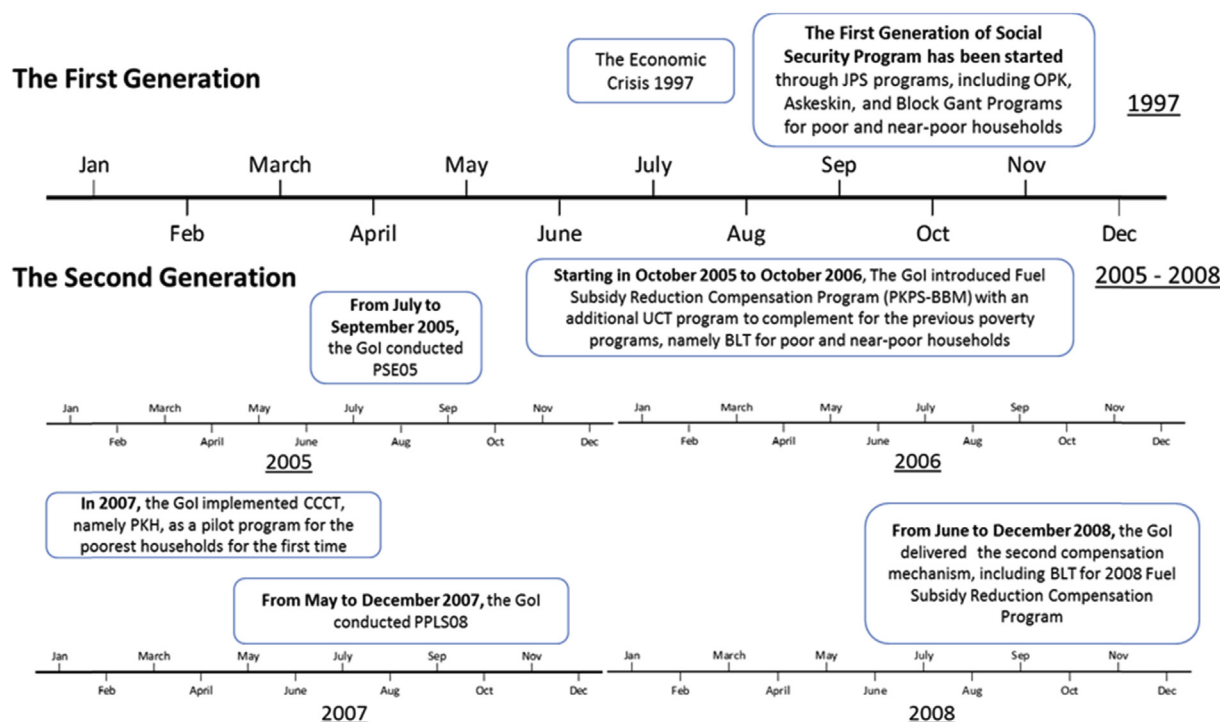 The First Generation
The Economic
Crisis 1997
The First Generation of Social
Security Program has been started
through JPS programs, including OPK,
Askeskin, and Block Gant Programs
for poor and near-poor households
1997
Jan
March
May
July
Sep
Nov
Feb
April
June
Aug
Oct
Dec
The Second Generation
2005 - 2008
From July to
September 2005,
the GoI conducted
PSE05
Starting in October 2005 to October 2006, The GoI introduced Fuel
Subsidy Reduction Compensation Program (PKPS-BBM) with an
additional UCT program to complement for the previous poverty
programs, namely BLT for poor and near-poor households
Jan
March
May
July
Sep
Nov
Feb
April
June
Aug
Oct
Dec
2005
Jan
March
May
July
Sep
Nov
Feb
April
June
Aug
Oct
Dec
2006
In 2007, the GoI implemented CCCT,
namely PKH, as a pilot program for the
poorest households for the first time
From May to December 2007, the GoI
conducted PPLS08
Jan
March
May
July
Sep
Nov
Feb
April
June
Aug
Oct
Dec
2007
From June to December 2008, the GoI
delivered the second compensation
mechanism, including BLT for 2008 Fuel
Subsidy Reduction Compensation
Program
Jan
March
May
July
Sep
Nov
Feb
April
June
Aug
Oct
Dec
2008